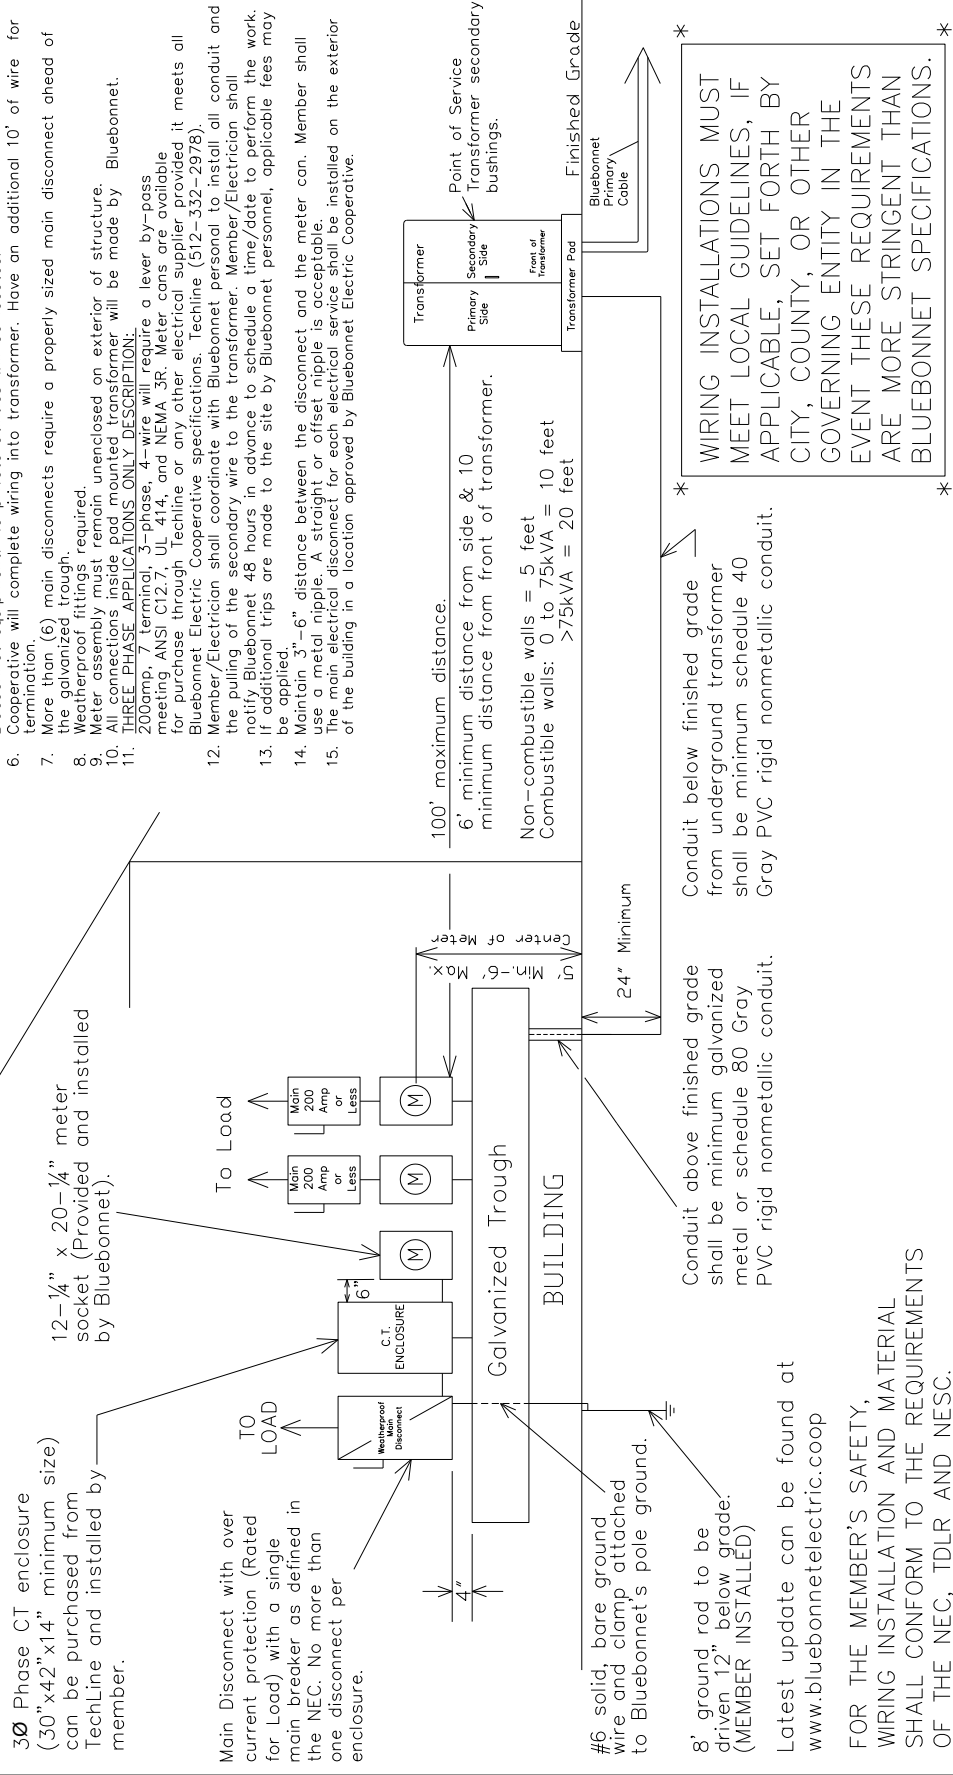 6. Cooperative will complete wiring into transformer. Have an additional 10' of wire for
termination.
7. More than (6) main disconnects require a properly sized main disconnect ahead of
the galvanized trough.
8. Weatherproof fittings required.
9. Meter assembly must remain unenclosed on exterior of structure.
10. All connections inside pad mounted transformer will be made by Bluebonnet.
11. THREE PHASE APPLICATIONS ONLY DESCRIPTION:
200amp, 7 terminal, 3-phase, 4-wire will require a lever by-pass
meeting ANSI C12.7, UL 414, and NEMA 3R. Meter cans are available
for purchase through Techline or any other electrical supplier provided it meets all
Bluebonnet Electric Cooperative specifications. Techline (512-332-2978).
12. Member/Electrician shall coordinate with Bluebonnet personal to install all conduit and
the pulling of the secondary wire to the transformer. Member/Electrician shall
notify Bluebonnet 48 hours in advance to schedule a time/date to perform the work.
13. If additional trips are made to the site by Bluebonnet personnel, applicable fees may
be applied.
14. Maintain 3"-6" distance between the disconnect and the meter can. Member shall
use a metal nipple. A straight or offset nipple is acceptable.
15. The main electrical disconnect for each electrical service shall be installed on the exterior
of the building in a location approved by Bluebonnet Electric Cooperative.
3Ø Phase CT enclosure
(30"x42"x14" minimum size)
can be purchased from
TechLine and installed by
member.
12-¼" x 20-¼" meter
socket (Provided and installed
by Bluebonnet).
Main Disconnect with over
current protection (Rated
for Load) with a single
main breaker as defined in
the NEC. No more than
one disconnect per
enclosure.
TO
LOAD
To Load
Weatherproof
Main
Disconnect
C.T.
ENCLOSURE
6"
M
M
M
Main
200
Amp
or
Less
Main
200
Amp
or
Less
4"
Galvanized Trough
BUILDING
5' Min.-6' Max.
Center of Meter
100' maximum distance.
6' minimum distance from side & 10
minimum distance from front of transformer.
Non-combustible walls = 5 feet
Combustible walls: 0 to 75kVA = 10 feet
>75kVA = 20 feet
Transformer
Primary
Side
Secondary
Side
Front of
Transformer
Transformer Pad
Point of Service
Transformer secondary
bushings.
Finished Grade
Bluebonnet
Primary
Cable
24" Minimum
#6 solid, bare ground
wire and clamp attached
to Bluebonnet's pole ground.
8' ground rod to be
driven 12" below grade.
(MEMBER INSTALLED)
Conduit above finished grade
shall be minimum galvanized
metal or schedule 80 Gray
PVC rigid nonmetallic conduit.
Conduit below finished grade
from underground transformer
shall be minimum schedule 40
Gray PVC rigid nonmetallic conduit.
Latest update can be found at
www.bluebonnetelectric.coop
FOR THE MEMBER'S SAFETY,
WIRING INSTALLATION AND MATERIAL
SHALL CONFORM TO THE REQUIREMENTS
OF THE NEC, TDLR AND NESC.
* *
WIRING INSTALLATIONS MUST
MEET LOCAL GUIDELINES, IF
APPLICABLE, SET FORTH BY
CITY, COUNTY, OR OTHER
GOVERNING ENTITY IN THE
EVENT THESE REQUIREMENTS
ARE MORE STRINGENT THAN
BLUEBONNET SPECIFICATIONS.
* *